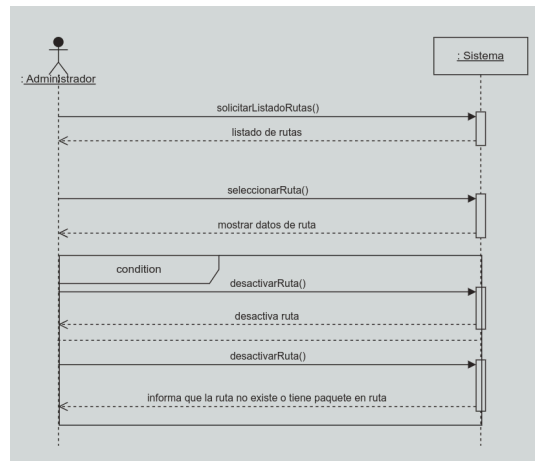 : Administrador
: Sistema
solicitarListadoRutas()
listado de rutas
seleccionarRuta()
mostrar datos de ruta
condition
desactivarRuta()
desactiva ruta
desactivarRuta()
informa que la ruta no existe o tiene paquete en ruta